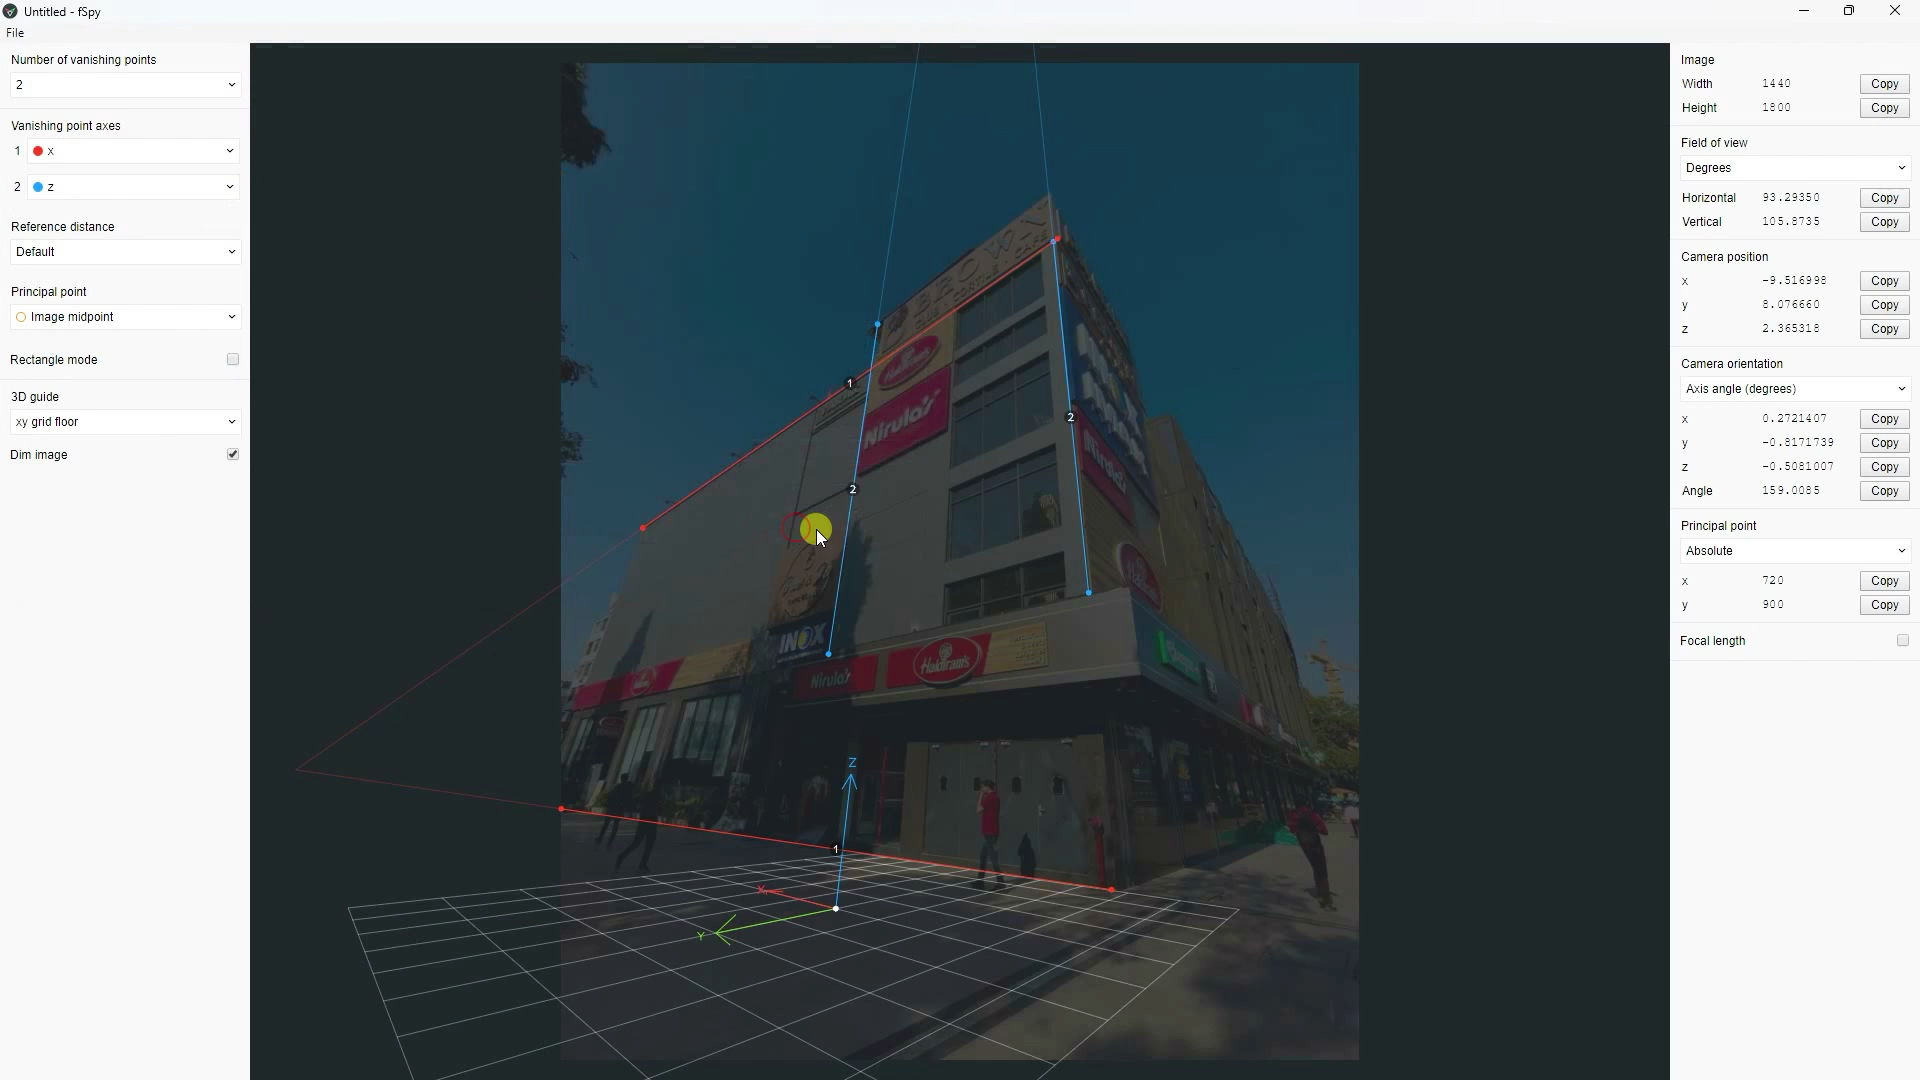 Untitled - fSpy
File
Number of vanishing points
2
Vanishing point axes
1 x
2 z
Reference distance
Default
Principal point
Image midpoint
Rectangle mode
3D guide
xy grid floor
Dim image
BROWN
Haldiram's
Nirula's
INOX
Nirula's
Haldiram's
Nirula's
1
2
2
1
Z
X
Y
Image
Width 1440 Copy
Height 1800 Copy
Field of view
Degrees
Horizontal 93.29350 Copy
Vertical 105.8735 Copy
Camera position
x -9.516998 Copy
y 8.076660 Copy
z 2.365318 Copy
Camera orientation
Axis angle (degrees)
x 0.2721407 Copy
y -0.8171739 Copy
z -0.5081007 Copy
Angle 159.0085 Copy
Principal point
Absolute
x 720 Copy
y 900 Copy
Focal length